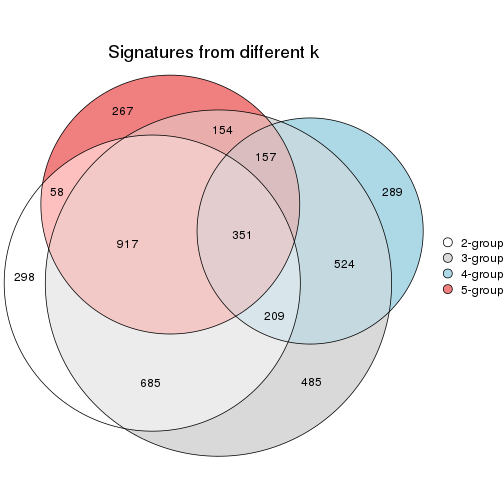 Signatures from different k
267
154
157
58
289
917
351
524
298
209
685
485
2-group
3-group
4-group
5-group